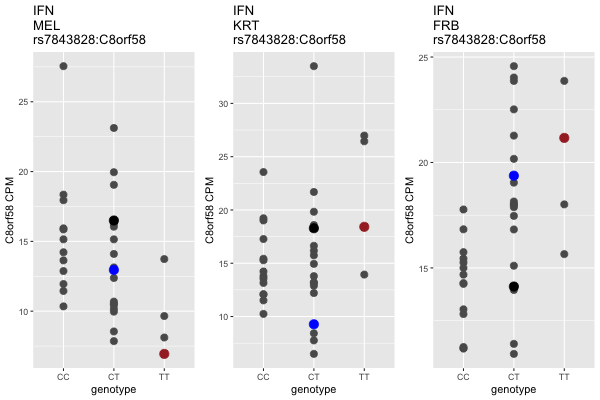 IFN
MEL
rs7843828:C8orf58
C8orf58 CPM
25
20
15
10
CC
CT
TT
genotype
IFN
KRT
rs7843828:C8orf58
C8orf58 CPM
30
25
20
15
10
CC
CT
TT
genotype
IFN
FRB
rs7843828:C8orf58
C8orf58 CPM
25
20
15
CC
CT
TT
genotype